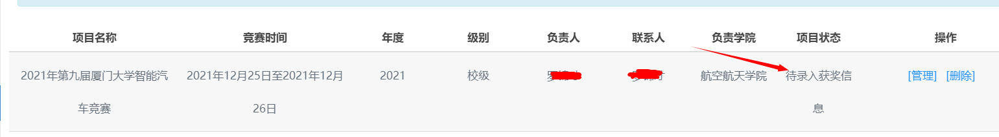 项目名称 竞赛时间 年度 级别 负责人 联系人 负责学院 项目状态 操作
2021年第九届厦门大学智能汽 2021年12月25日至2021年12月 2021 校级 航空航天学院 待录入获奖信 [管理] [删除]
车竞赛 26日 息